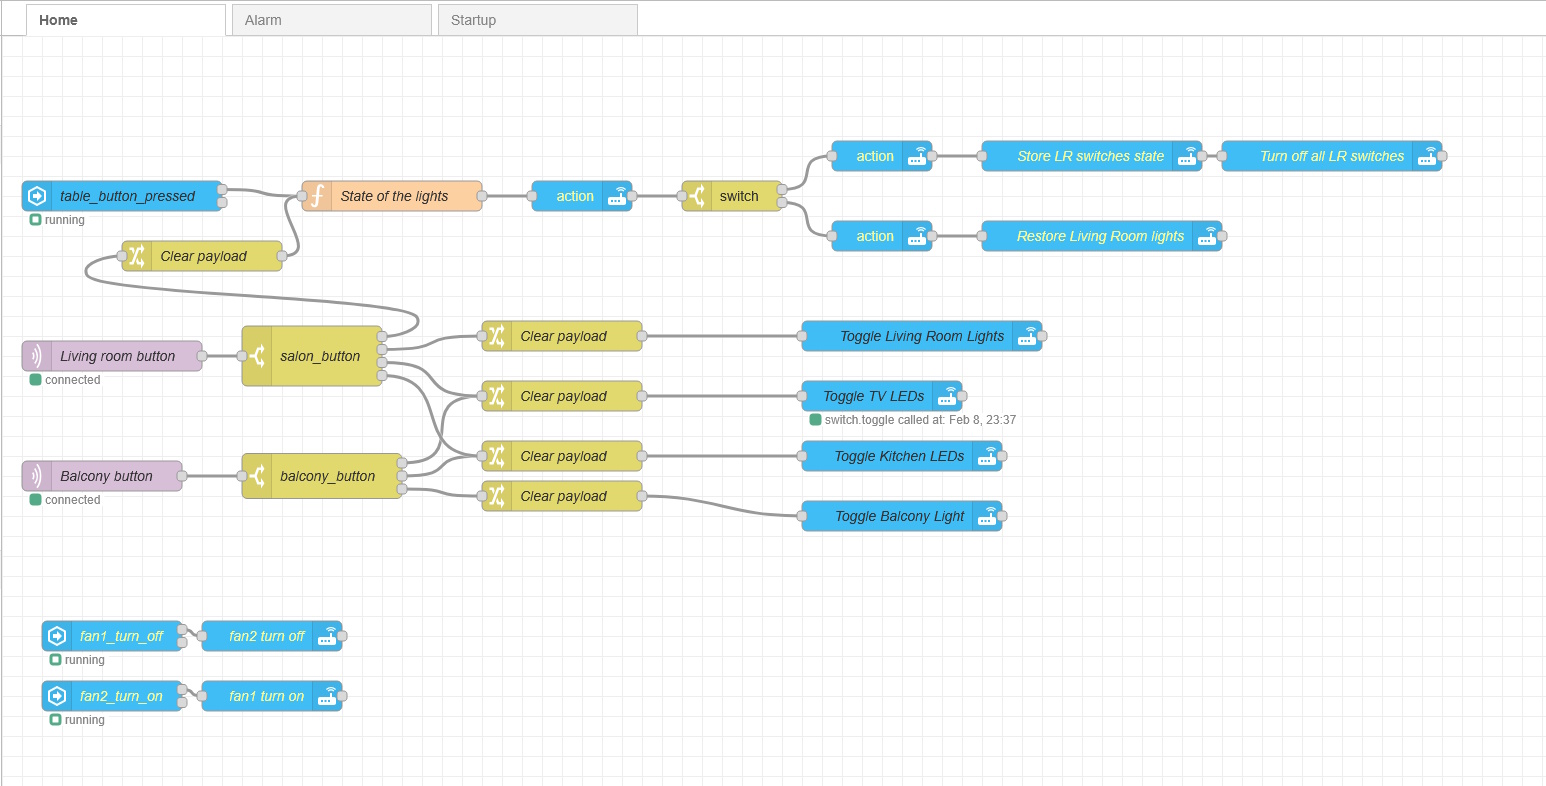 Home
Alarm
Startup
action
Store LR switches state
Turn off all LR switches
table_button_pressed
State of the lights
action
switch
running
action
Restore Living Room lights
Clear payload
Clear payload
Toggle Living Room Lights
Living room button
salon_button
connected
Clear payload
Toggle TV LEDs
switch.toggle called at: Feb 8, 23:37
Clear payload
Toggle Kitchen LEDs
Balcony button
balcony_button
connected
Clear payload
Toggle Balcony Light
fan1_turn_off
fan2 turn off
running
fan2_turn_on
fan1 turn on
running